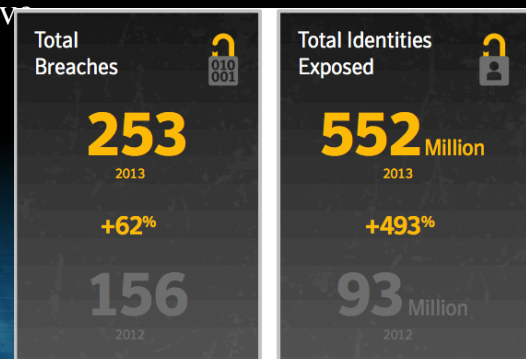 Total
Breaches
010
001
253
2013
+62%
156
2012
Total Identities
Exposed
552 Million
2013
+493%
93 Million
2012